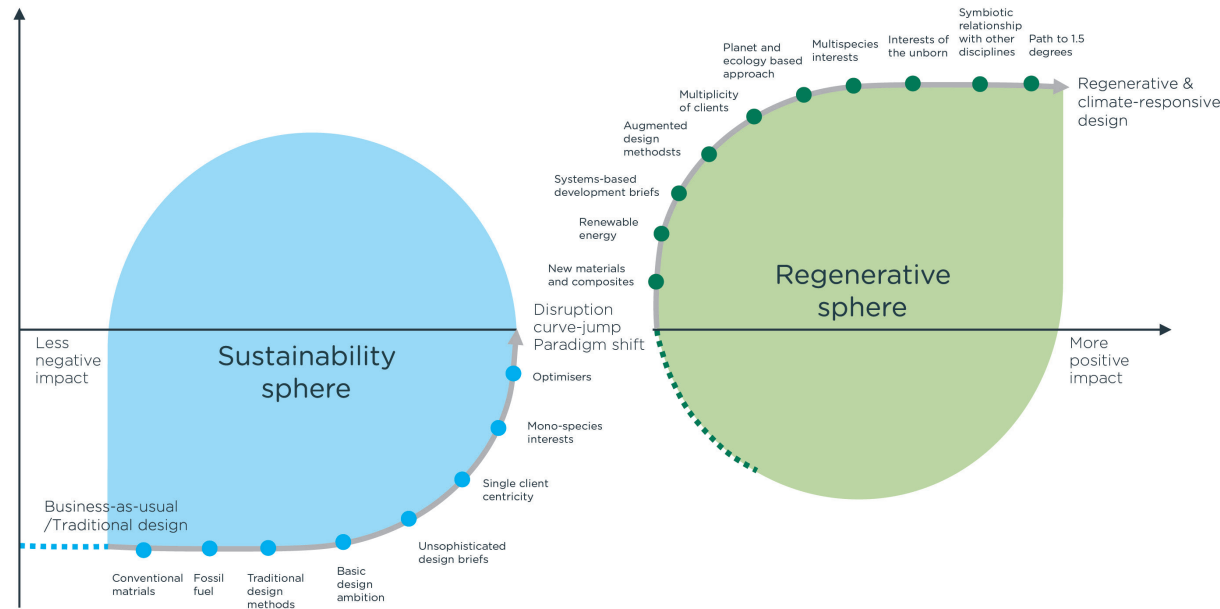 Symbiotic
relationship
with other
disciplines
Path to 1.5
degrees
Interests of
the unborn
Multispecies
interests
Planet and
ecology based
approach
Multiplicity
of clients
Augmented
design
methodsts
Systems-based
development briefs
Renewable
energy
New materials
and composites
Regenerative &
climate-responsive
design
Regenerative
sphere
More
positive
impact
Disruption
curve-jump
Paradigm shift
Less
negative
impact
Sustainability
sphere
Optimisers
Mono-species
interests
Single client
centricity
Unsophisticated
design briefs
Business-as-usual
/Traditional design
Conventional
matrials
Fossil
fuel
Traditional
design
methods
Basic
design
ambition